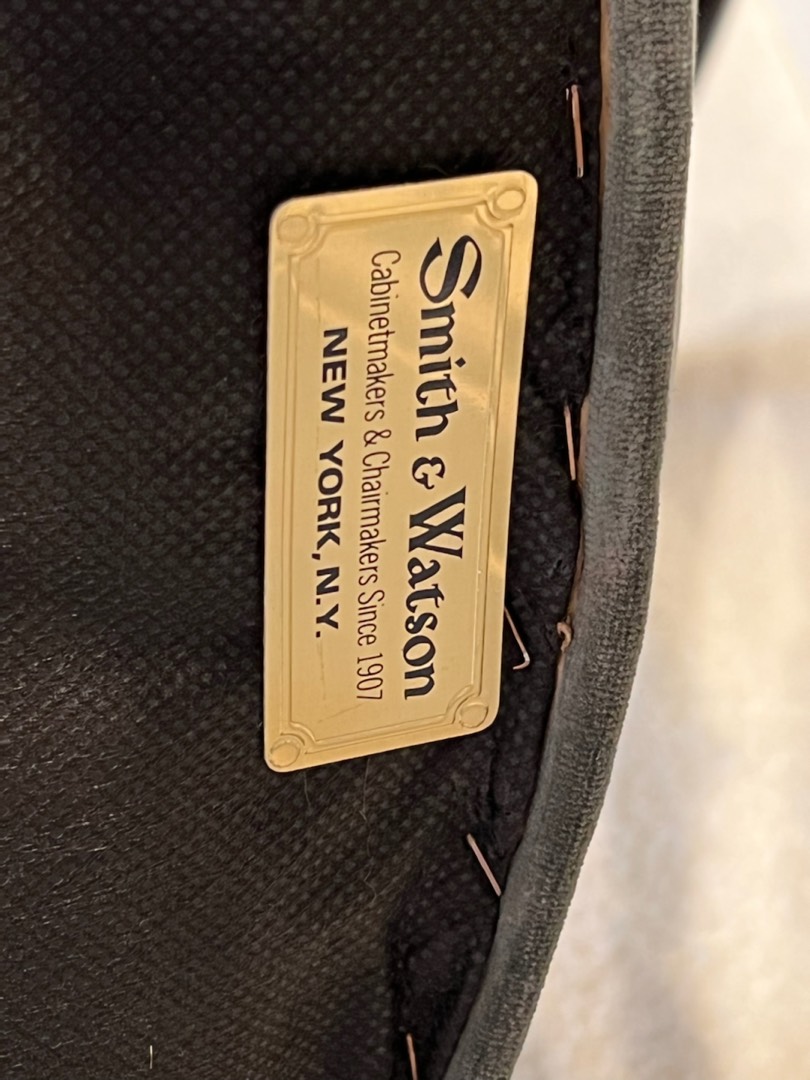 Smith & Watson
Cabinetmakers & Chairmakers Since 1907
NEW YORK, N.Y.